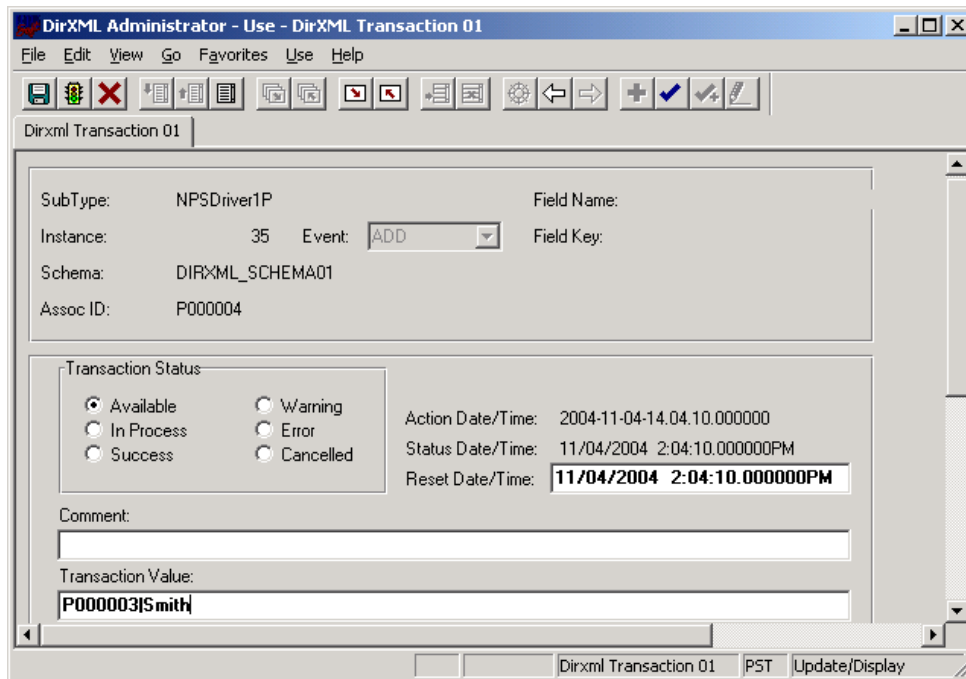 DirXML Administrator - Use - DirXML Transaction 01
File Edit View Go Favorites Use Help
Dirxml Transaction 01
SubType: NPSDriver1P Field Name:
Instance: 35 Event: ADD Field Key:
Schema: DIRXML_SCHEMA01
Assoc ID: P000004
Transaction Status
Available Warning
In Process Error
Success Cancelled
Action Date/Time: 2004-11-04-14.04.10.000000
Status Date/Time: 11/04/2004 2:04:10.000000PM
Reset Date/Time: 11/04/2004 2:04:10.000000PM
Comment:
Transaction Value:
P000003|Smith
Dirxml Transaction 01 PST Update/Display